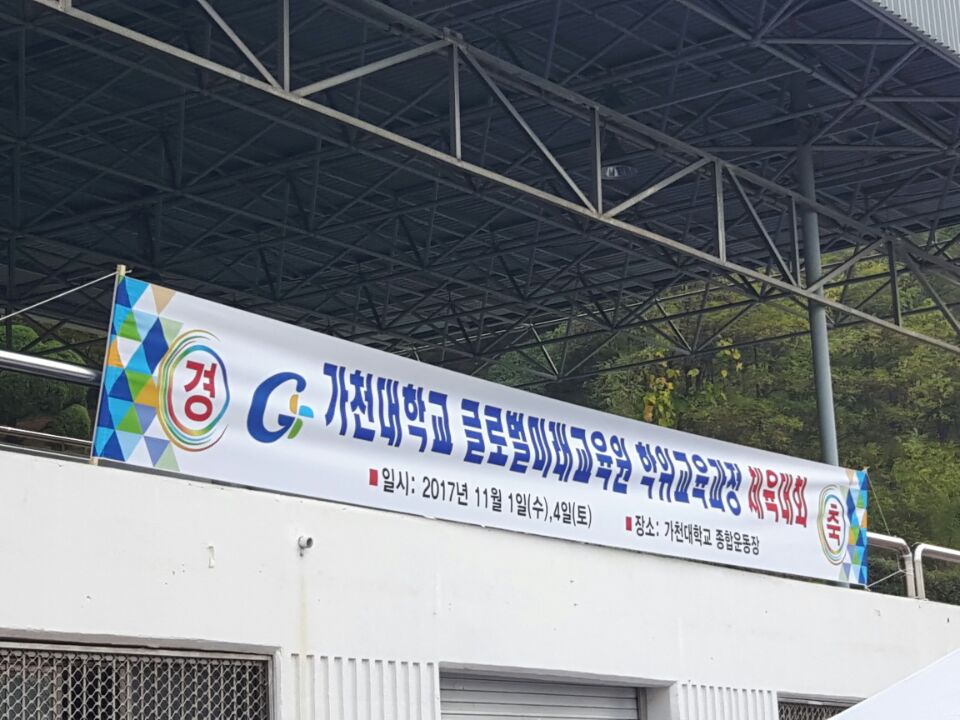 경
가천대학교 글로벌미래교육원 학위교육과정 체육대회
■일시: 2017년 11월 1일(수),4일(토)
■장소: 가천대학교 종합운동장
축